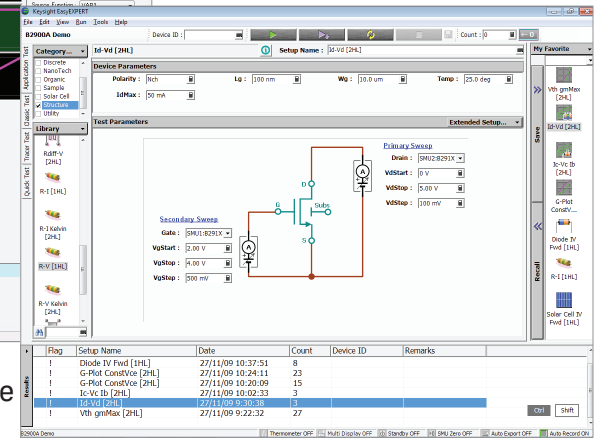 Source Function : VAR1
Keysight EasyEXPERT
File Edit View Run Tools Help
B2900A Demo Device ID : Count : 0 0
Category... Id-Vd [2HL] Setup Name : Id-Vd [2HL] My Favorite
Discrete
NanoTech
Organic
Sample
Solar Cell
Structure
Utility
Application Test
Classic Test
Tracer Test
Quick Test
Device Parameters
Polarity : Nch Lg : 100 nm Wg : 10.0 um Temp : 25.0 deg
IdMax : 50 mA
Test Parameters Extended Setup...
Library
Rdiff-V
[2HL]
R-I [1HL]
R-I Kelvin
[2HL]
R-V [1HL]
R-V Kelvin
[2HL]
Primary Sweep
Drain : SMU2:B291X
VdStart : 0 V
VdStop : 5.00 V
VdStep : 100 mV
D
G
Subs
S
A
A
Secondary Sweep
Gate : SMU1:B291X
VgStart : 2.00 V
VgStop : 4.00 V
VgStep : 500 mV
Save
Recall
Vth gmMax
[2HL]
Id-Vd [2HL]
Ic-Vc Ib
[2HL]
G-Plot
ConstV...
Diode IV
Fwd [1HL]
R-I [1HL]
Solar Cell IV
Fwd [1HL]
Results
Flag Setup Name Date Count Device ID Remarks
! Diode IV Fwd [1HL] 27/11/09 10:37:51 8
! G-Plot ConstVce [2HL] 27/11/09 10:24:11 23
! G-Plot ConstVce [2HL] 27/11/09 10:20:09 15
! Ic-Vc Ib [2HL] 27/11/09 10:02:33 3
! Id-Vd [2HL] 27/11/09 9:30:38 3
! Vth gmMax [2HL] 27/11/09 9:22:32 27
Ctrl Shift
e
B2900A Demo Thermometer OFF Multi Display OFF Standby OFF SMU Zero OFF Auto Export OFF Auto Record ON